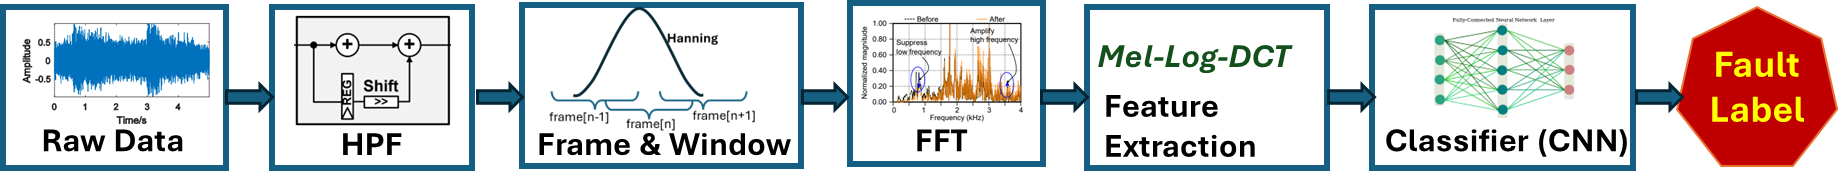 Amplitude
0.5
0
-0.5
0 1 2 3 4
Time/s
Raw Data
REG
Shift
>>
HPF
Hanning
frame[n-1]
frame[n]
frame[n+1]
Frame & Window
Before
After
Normalized magnitude
1.00
0.80
0.60
0.40
0.20
0.00
Suppress
low frequency
Amplify
high frequency
0 1 2 3 4
Frequency (kHz)
FFT
Mel-Log-DCT
Feature
Extraction
Fully-Connected Neural Network Layer
Classifier (CNN)
Fault
Label